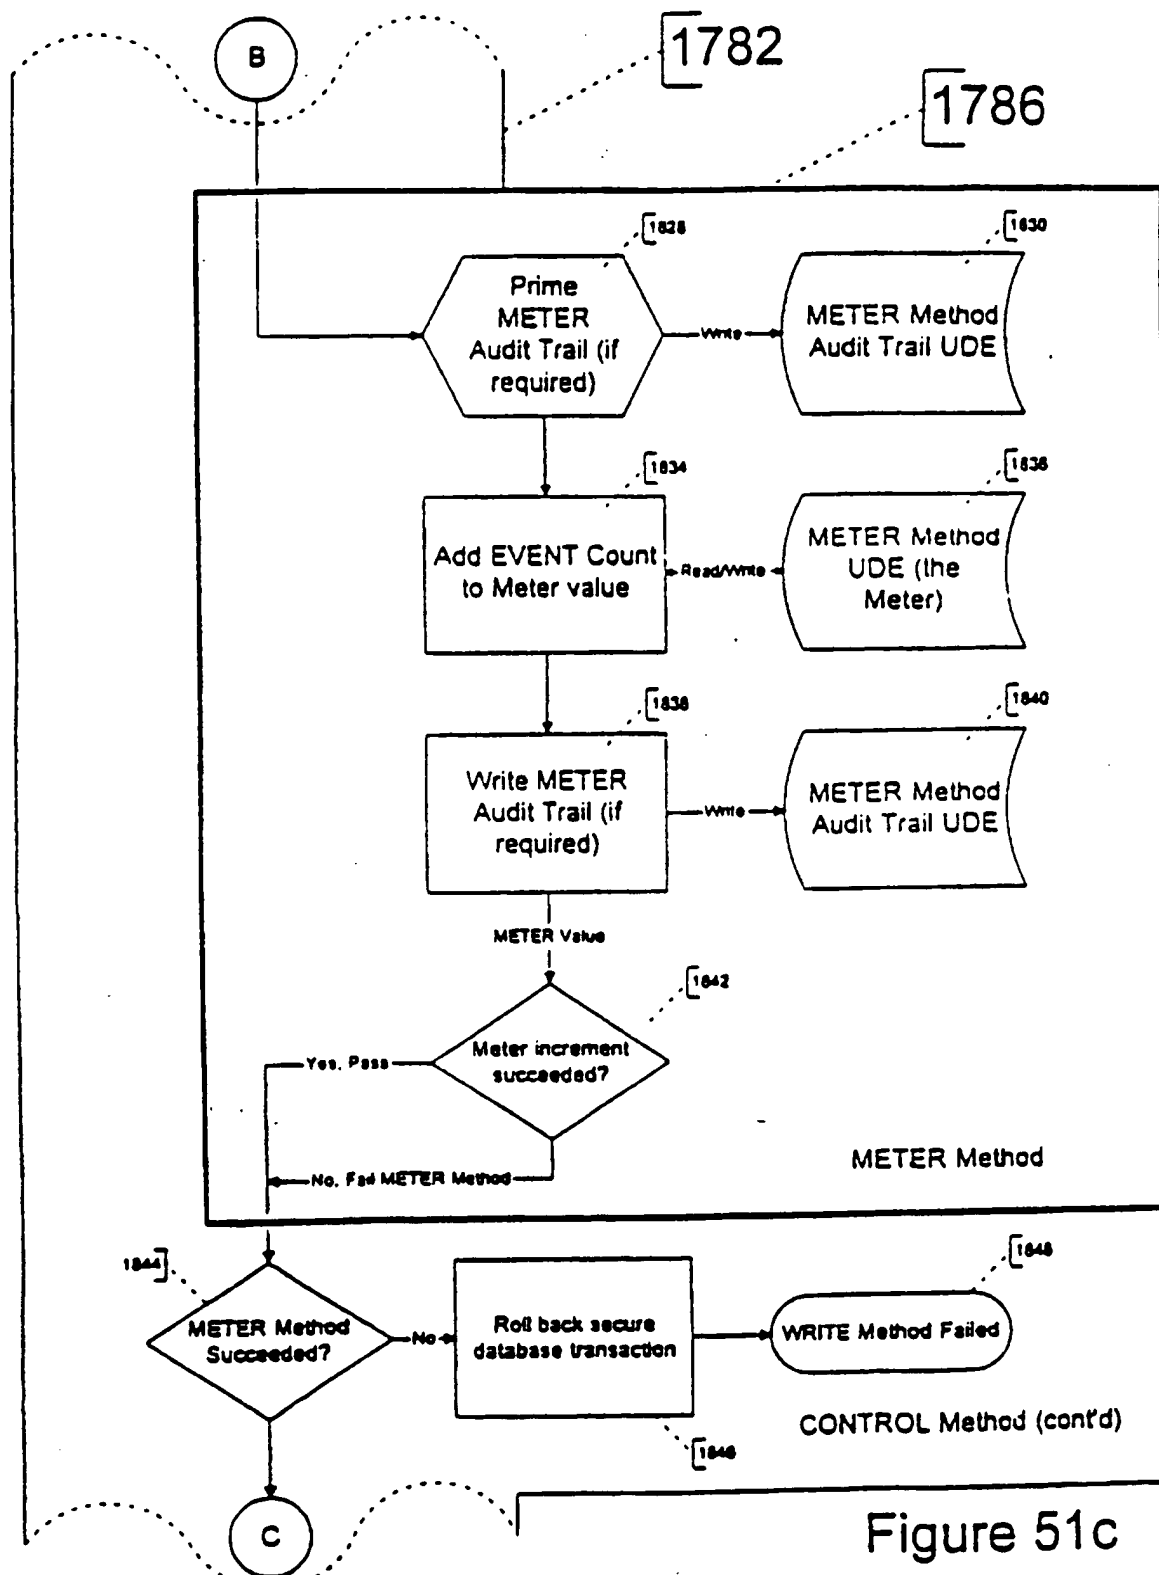 B
1782
1786
1828
1830
Prime
METER
Audit Trail (if
required)
Write
METER Method
Audit Trail UDE
1834
1836
Add EVENT Count
to Meter value
Read/Write
METER Method
UDE (the
Meter)
1838
1840
Write METER
Audit Trail (if
required)
Write
METER Method
Audit Trail UDE
METER Value
1842
Meter increment
succeeded?
Yes, Pass
No, Fail METER Method
METER Method
1844
1848
METER Method
Succeeded?
No
Roll back secure
database transaction
WRITE Method Failed
1846
CONTROL Method (cont'd)
C
Figure 51c